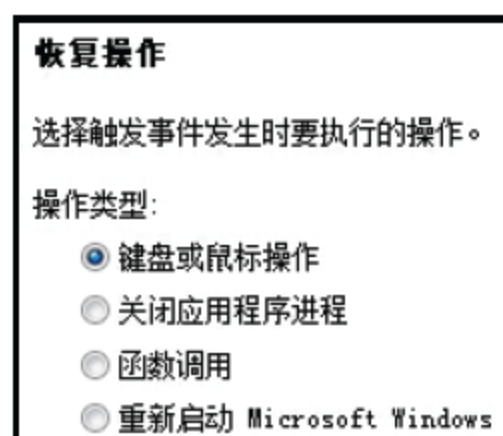 恢复操作
选择触发事件发生时要执行的操作。
操作类型:
键盘或鼠标操作
关闭应用程序进程
函数调用
重新启动 Microsoft Windows